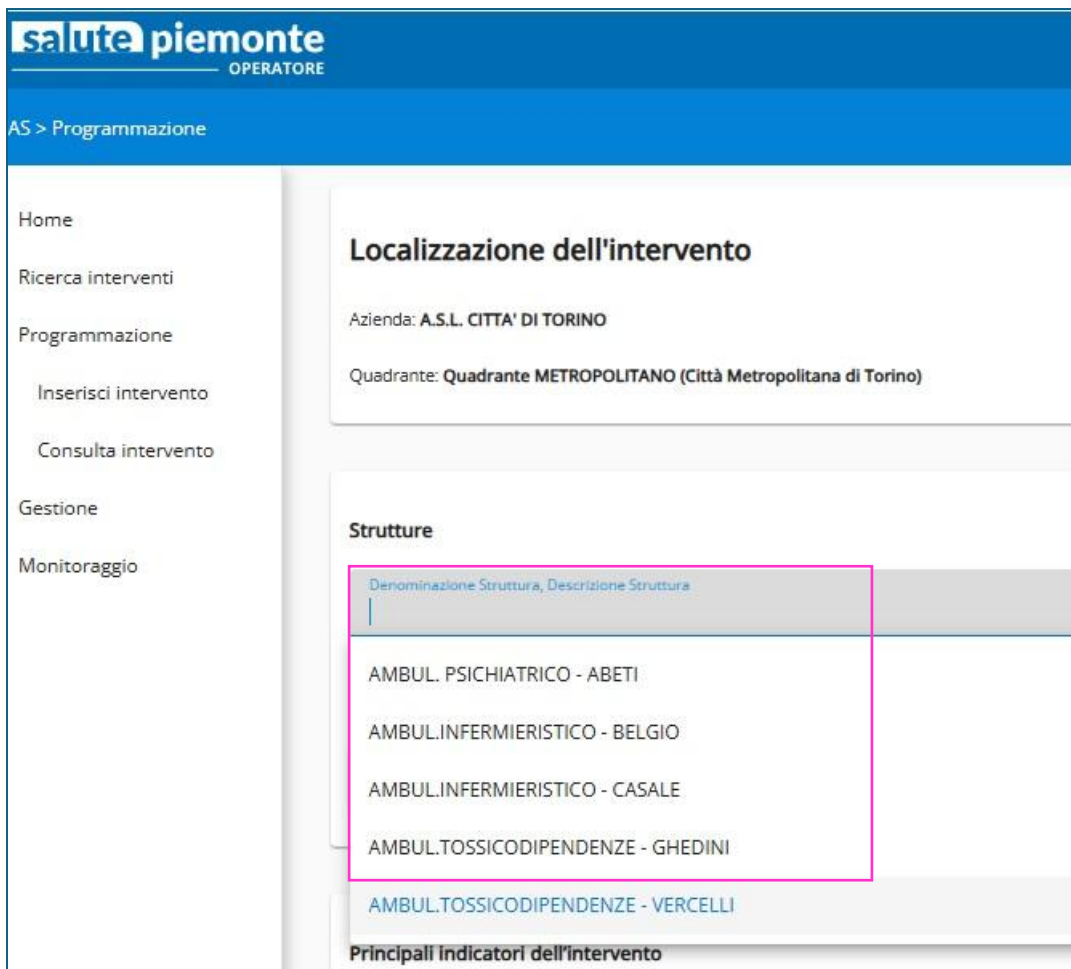 salute piemonte
OPERATORE
AS > Programmazione
Home
Ricerca interventi
Programmazione
Inserisci intervento
Consulta intervento
Gestione
Monitoraggio
Localizzazione dell'intervento
Azienda: A.S.L. CITTA' DI TORINO
Quadrante: Quadrante METROPOLITANO (Città Metropolitana di Torino)
Strutture
Denominazione Struttura, Descrizione Struttura
AMBUL. PSICHIATRICO - ABETI
AMBUL.INFERMIERISTICO - BELGIO
AMBUL.INFERMIERISTICO - CASALE
AMBUL.TOSSICODIPENDENZE - GHEDINI
AMBUL.TOSSICODIPENDENZE - VERCELLI
Principali indicatori dell'intervento